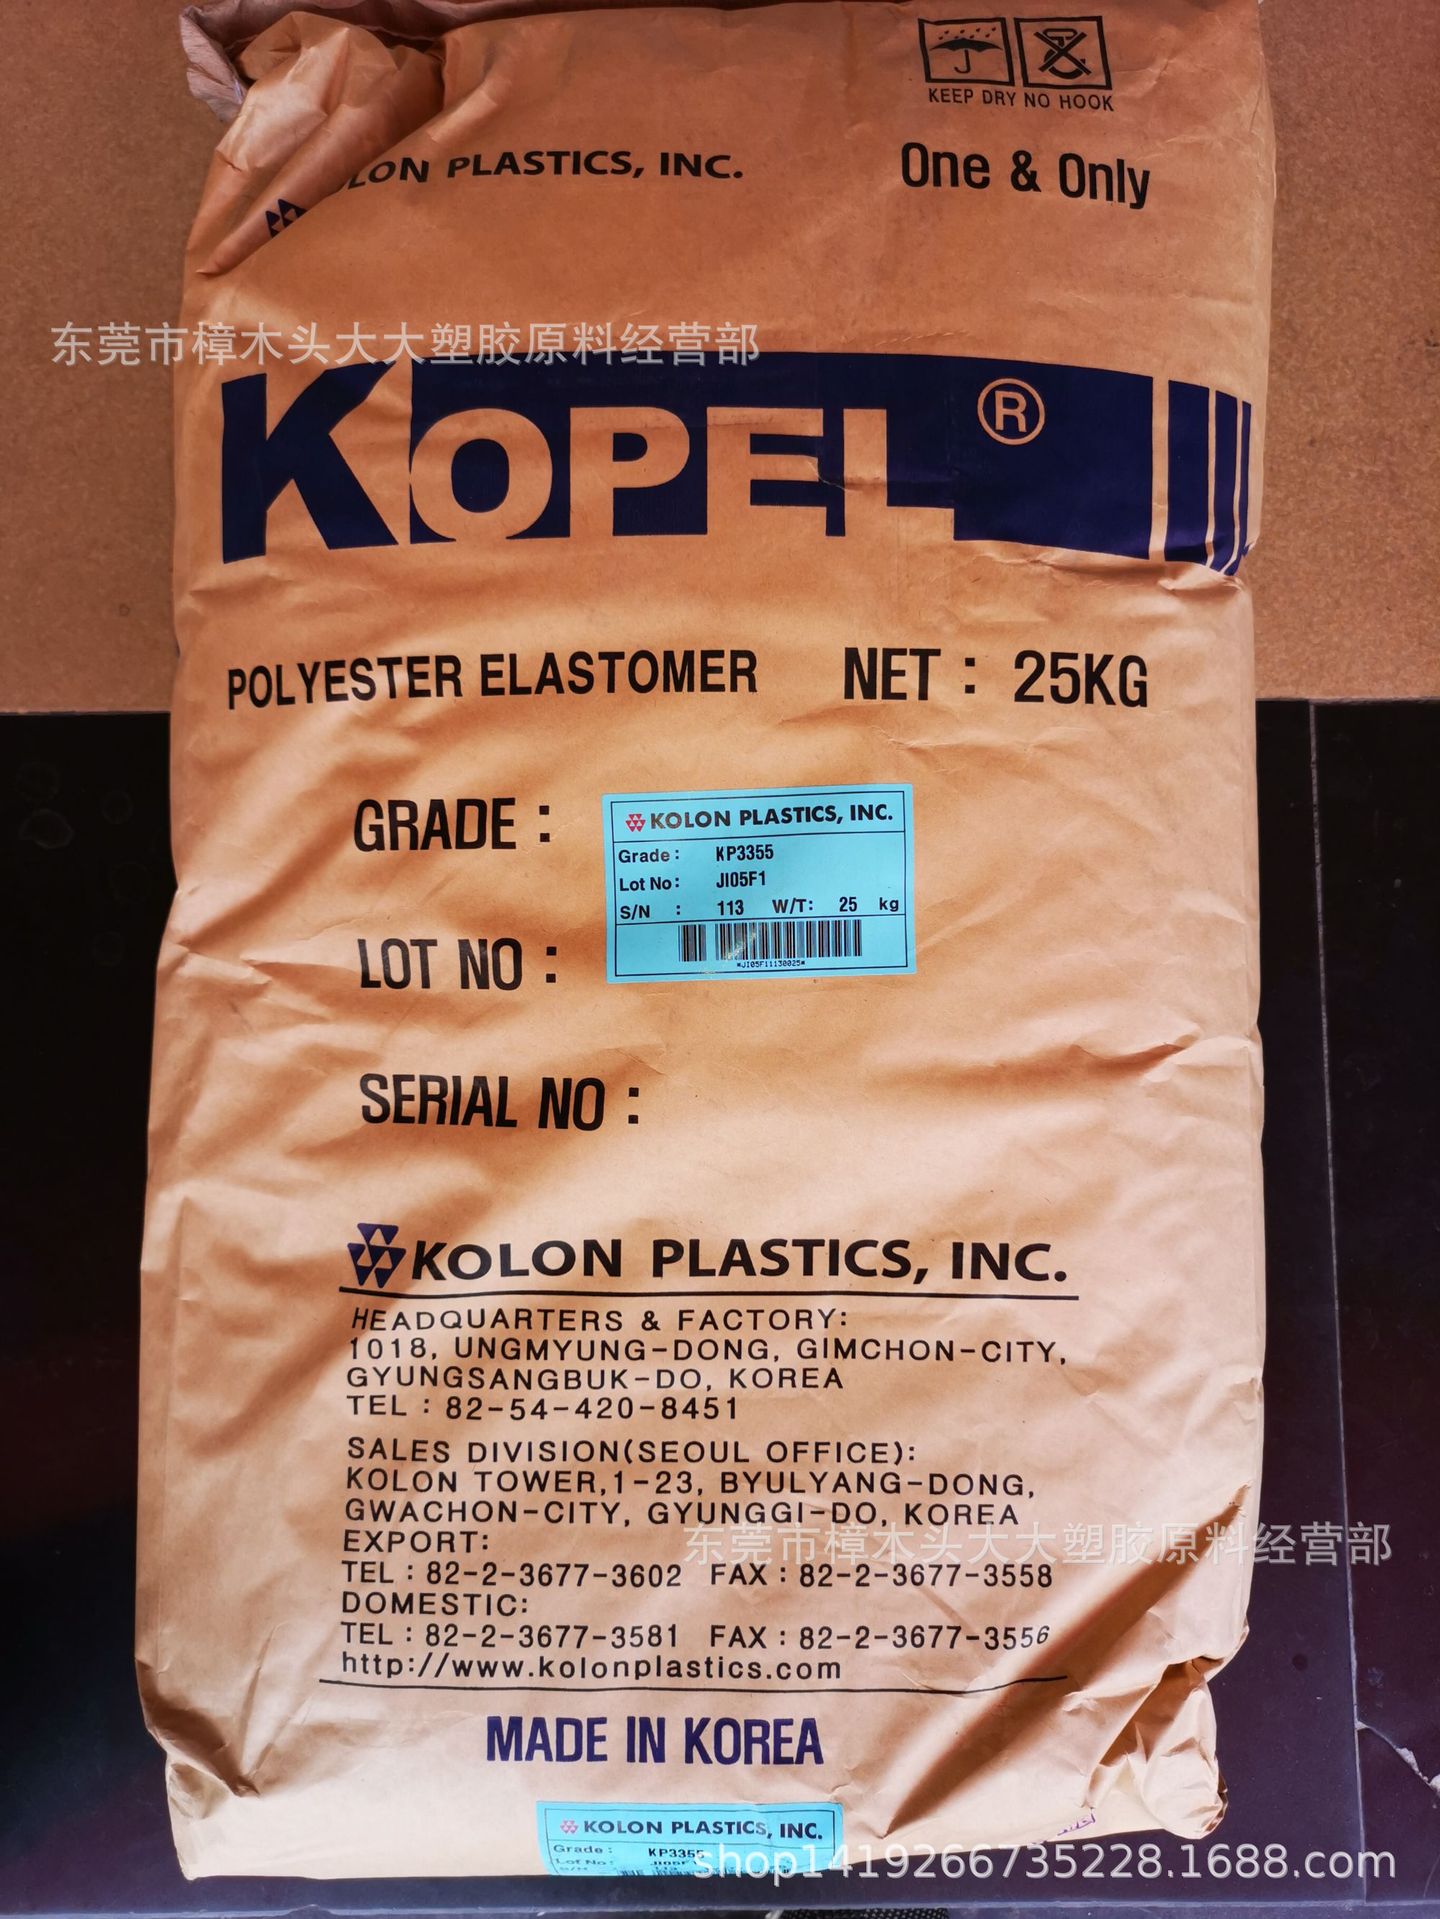 KEEP DRY NO HOOK
PLASTICS, INC.
One & Only
东莞市樟木头大大塑胶原料经营部
KOPEL®
POLYESTER ELASTOMER NET : 25KG
GRADE :
KOLON PLASTICS, INC.
Grade : KP3355
Lot No : JI05F1
S/N : 113 W/T: 25 kg
*JI05F11130025*
LOT NO :
SERIAL NO :
KOLON PLASTICS, INC.
HEADQUARTERS & FACTORY:
1018, UNGMYUNG-DONG, GIMCHON-CITY,
GYUNGSANGBUK-DO, KOREA
TEL : 82-54-420-8451
SALES DIVISION(SEOUL OFFICE):
KOLON TOWER,1-23, BYULYANG-DONG,
GWACHON-CITY, GYUNGGI-DO, KOREA
东莞市樟木头大大塑胶原料经营部
EXPORT:
TEL : 82-2-3677-3602 FAX : 82-2-3677-3558
DOMESTIC:
TEL : 82-2-3677-3581 FAX : 82-2-3677-3556
http://www.kolonplastics.com
MADE IN KOREA
KOLON PLASTICS, INC.
Grade : KP3355
Lot No :
shop1419266735228.1688.com